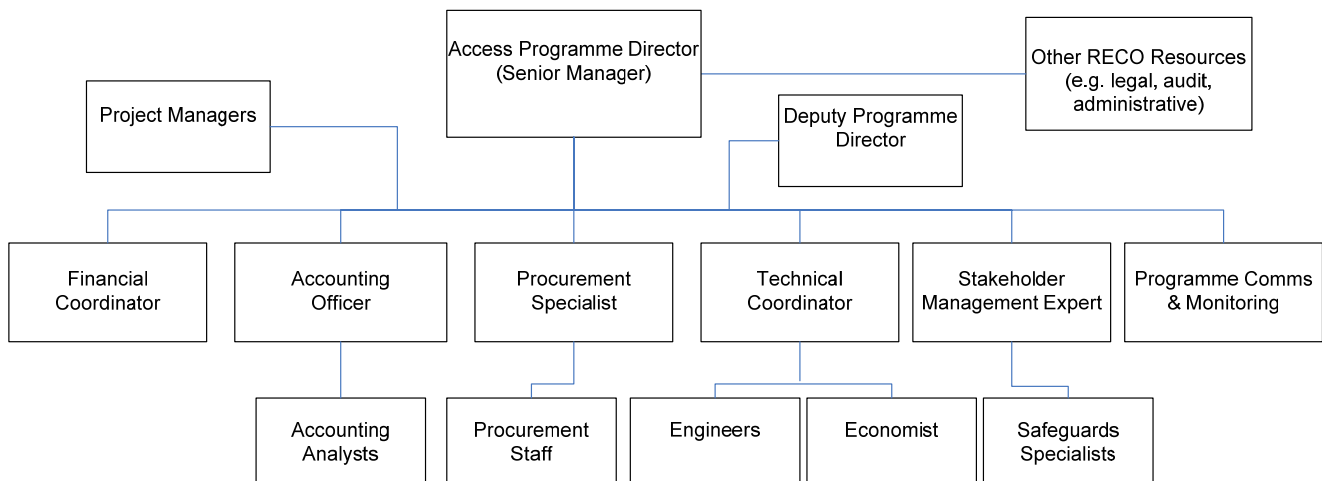 Access Programme Director
(Senior Manager)
Other RECO Resources
(e.g. legal, audit,
administrative)
Project Managers
Deputy Programme
Director
Financial
Coordinator
Accounting
Officer
Procurement
Specialist
Technical
Coordinator
Stakeholder
Management Expert
Programme Comms
& Monitoring
Accounting
Analysts
Procurement
Staff
Engineers
Economist
Safeguards
Specialists